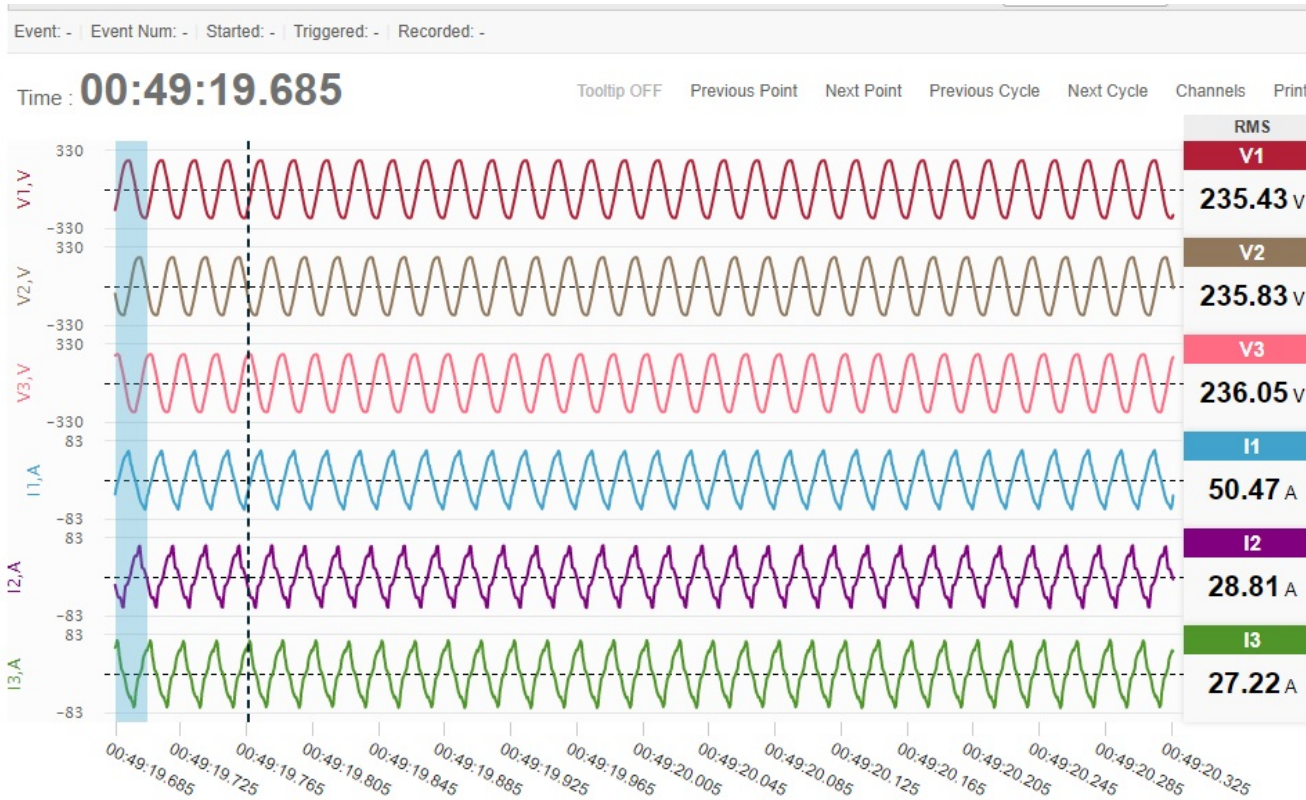 Event: - Event Num: - Started: - Triggered: - Recorded: -
Time : 00:49:19.685
Tooltip OFF Previous Point Next Point Previous Cycle Next Cycle Channels Print
RMS
330
V1,V
-330
V1
235.43 V
330
V2,V
-330
V2
235.83 V
330
V3,V
-330
V3
236.05 V
83
I1,A
-83
I1
50.47 A
83
I2,A
-83
I2
28.81 A
83
I3,A
-83
I3
27.22 A
00:49:19.685
00:49:19.725
00:49:19.765
00:49:19.805
00:49:19.845
00:49:19.885
00:49:19.925
00:49:19.965
00:49:20.005
00:49:20.045
00:49:20.085
00:49:20.125
00:49:20.165
00:49:20.205
00:49:20.245
00:49:20.285
00:49:20.325